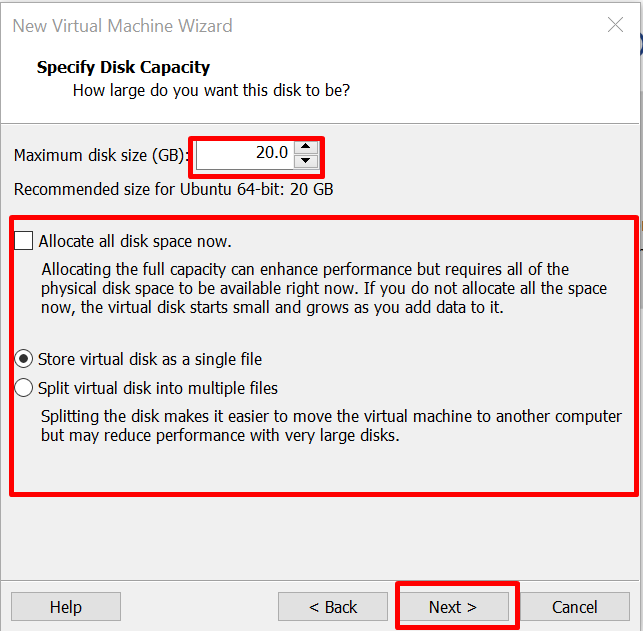 New Virtual Machine Wizard
Specify Disk Capacity
How large do you want this disk to be?
Maximum disk size (GB): 20.0
Recommended size for Ubuntu 64-bit: 20 GB
Allocate all disk space now.
Allocating the full capacity can enhance performance but requires all of the
physical disk space to be available right now. If you do not allocate all the space
now, the virtual disk starts small and grows as you add data to it.
Store virtual disk as a single file
Split virtual disk into multiple files
Splitting the disk makes it easier to move the virtual machine to another computer
but may reduce performance with very large disks.
Help < Back Next > Cancel